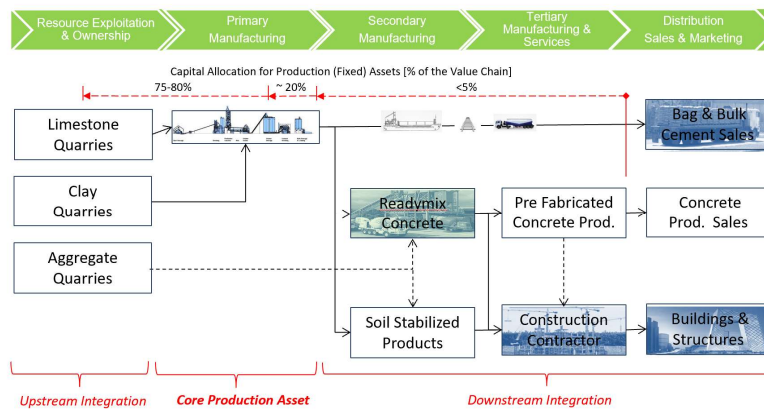 Resource Exploitation
& Ownership
Primary
Manufacturing
Secondary
Manufacturing
Tertiary
Manufacturing &
Services
Distribution
Sales & Marketing
Capital Allocation for Production (Fixed) Assets [% of the Value Chain]
75-80%
~ 20%
<5%
Limestone
Quarries
Bag & Bulk
Cement Sales
Clay
Quarries
Readymix
Concrete
Pre Fabricated
Concrete Prod.
Concrete
Prod. Sales
Aggregate
Quarries
Soil Stabilized
Products
Construction
Contractor
Buildings &
Structures
Upstream Integration
Core Production Asset
Downstream Integration